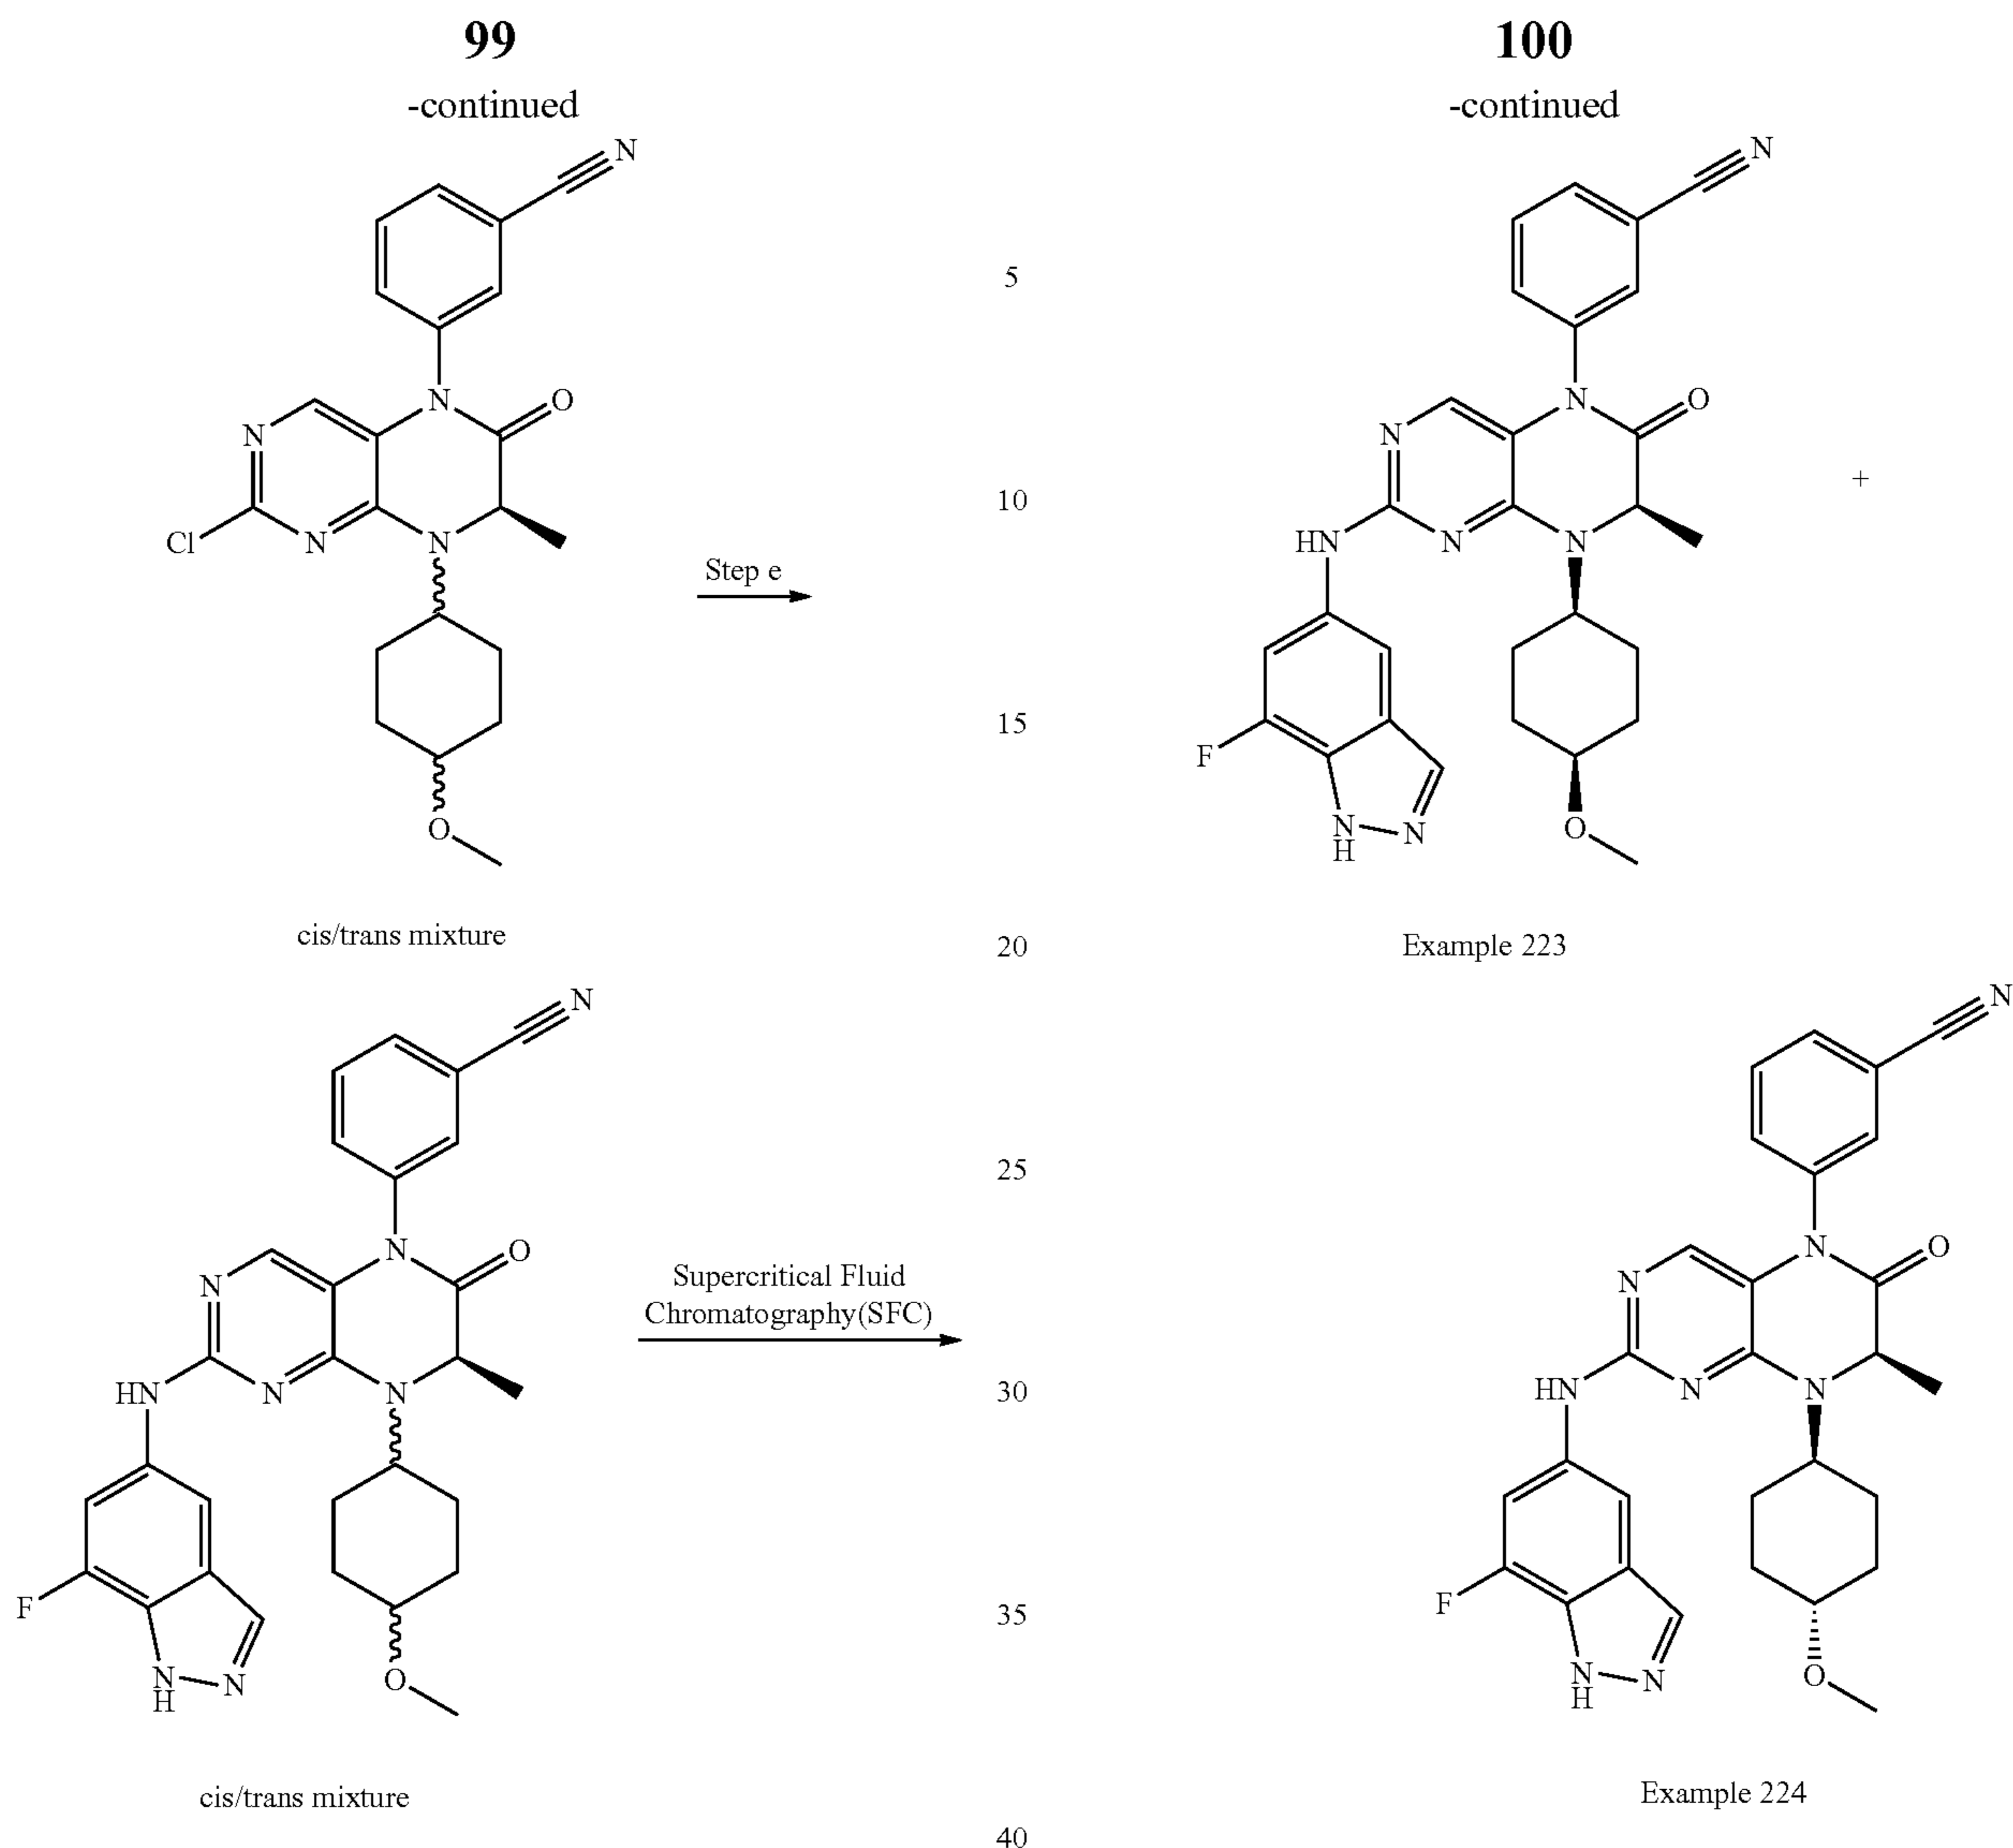 99
-continued
N
N
O
N
Cl
N
N
Step e
O
cis/trans mixture
N
N
O
N
HN
N
N
F
N
H
N
O
Supercritical Fluid
Chromatography(SFC)
cis/trans mixture
5
10
15
20
25
30
35
40
100
-continued
N
N
O
N
+
HN
N
N
F
N
H
N
O
Example 223
N
N
O
N
HN
N
N
F
N
H
N
O
Example 224